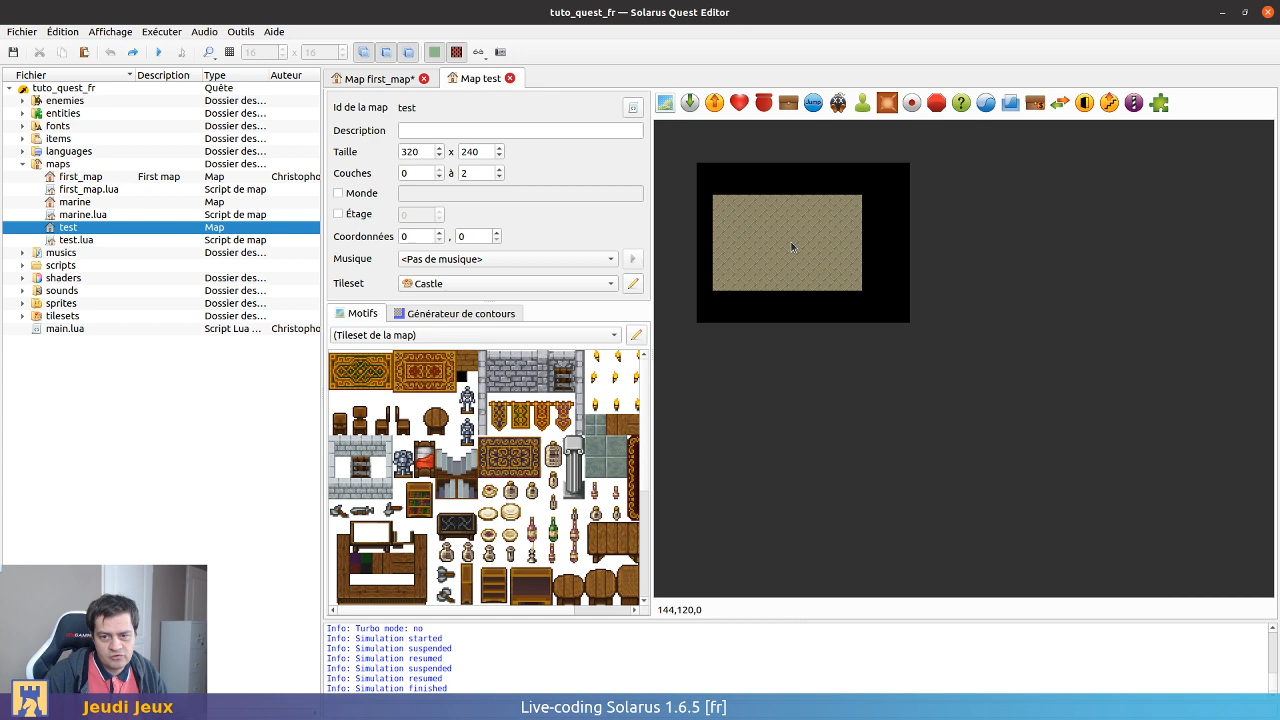 tuto_quest_fr — Solarus Quest Editor
Fichier Édition Affichage Exécuter Audio Outils Aide
16 x 16
Fichier Description Type Auteur
tuto_quest_fr Quête
enemies Dossier des...
entities Dossier des...
fonts Dossier des...
items Dossier des...
languages Dossier des...
maps Dossier des...
first_map First map Map Christopho
first_map.lua Script de map
marine Map
marine.lua Script de map
test Map
test.lua Script de map
musics Dossier des...
scripts Dossier des...
shaders Dossier des...
sounds Dossier des...
sprites Dossier des...
tilesets Dossier des...
main.lua Script Lua ... Christopho
Map first_map* Map test
Id de la map test
Description
Taille 320 x 240
Couches 0 à 2
Monde
Étage 0
Coordonnées 0 , 0
Musique <Pas de musique>
Tileset Castle
Motifs Générateur de contours
(Tileset de la map)
Jump
144,120,0
Info: Turbo mode: no
Info: Simulation started
Info: Simulation suspended
Info: Simulation resumed
Info: Simulation suspended
Info: Simulation resumed
Info: Simulation finished
Jeudi Jeux Live-coding Solarus 1.6.5 [fr]